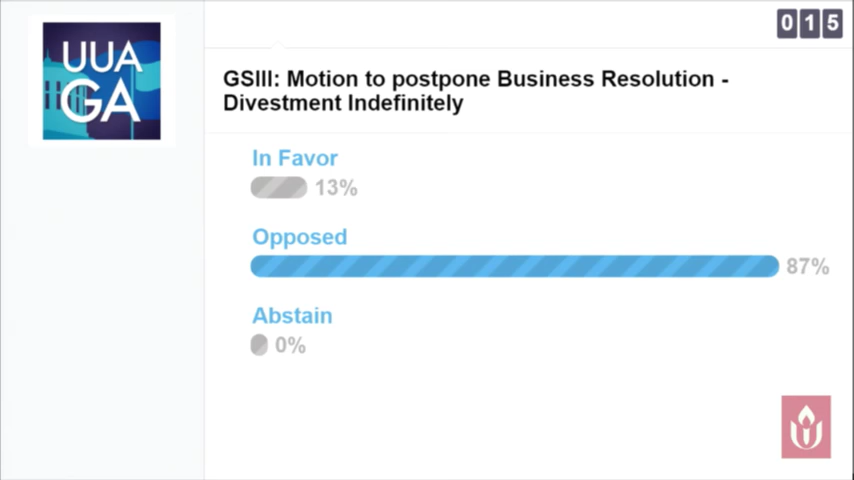 UUA
GA
015
GSIII: Motion to postpone Business Resolution -
Divestment Indefinitely
In Favor
13%
Opposed
87%
Abstain
0%